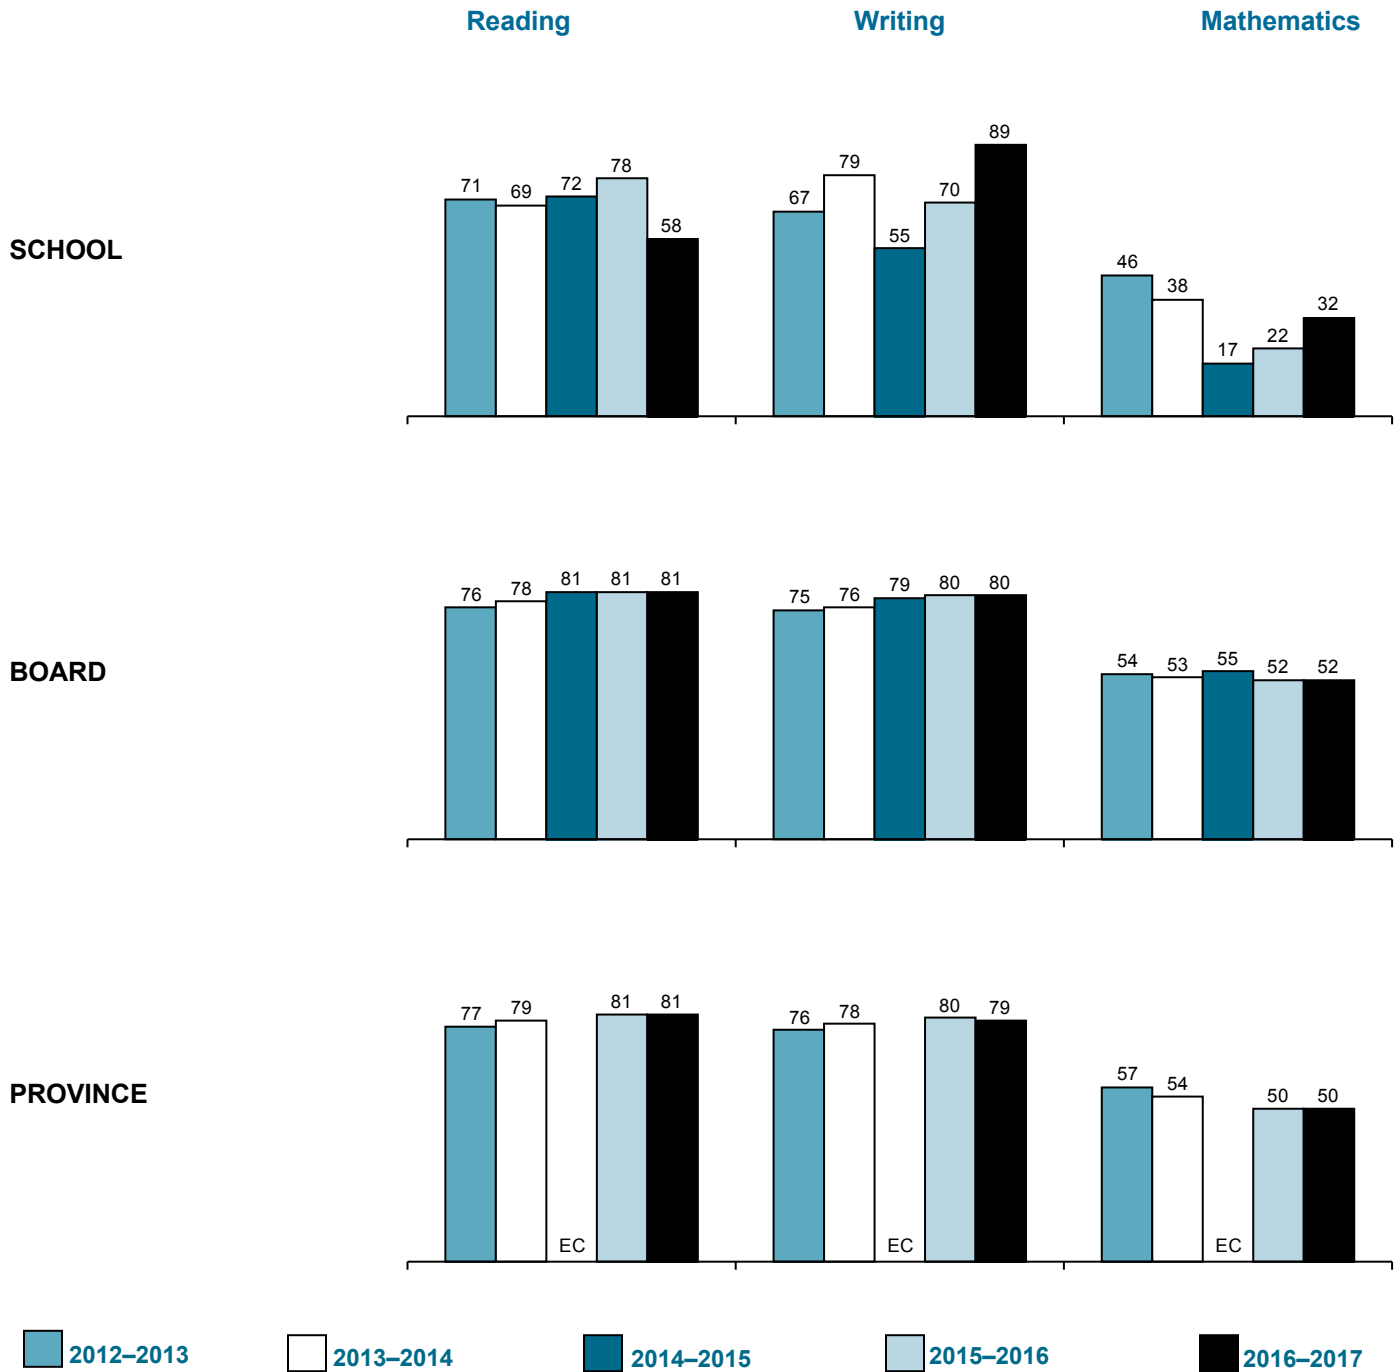 Reading Writing Mathematics
SCHOOL
71 69 72 78 58 67 79 55 70 89 46 38 17 22 32
BOARD
76 78 81 81 81 75 76 79 80 80 54 53 55 52 52
PROVINCE
77 79 EC 81 81 76 78 EC 80 79 57 54 EC 50 50
2012–2013 2013–2014 2014–2015 2015–2016 2016–2017